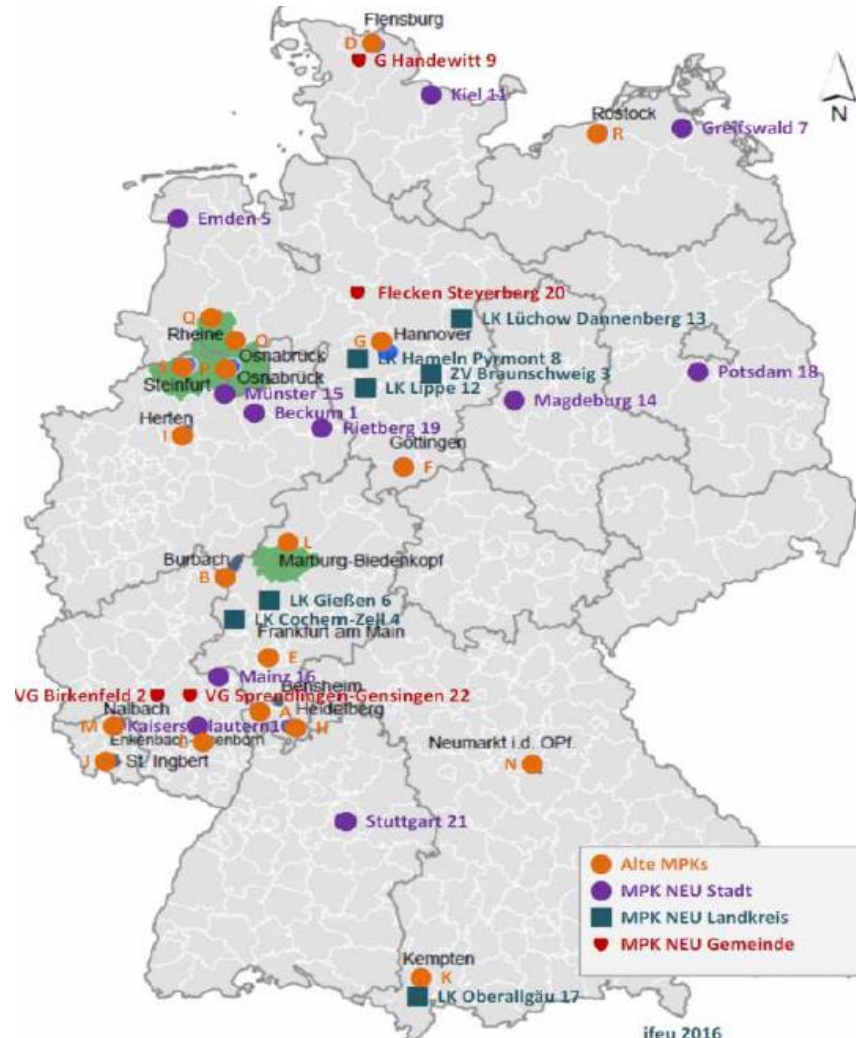 Flensburg
D
G Handewitt 9
Kiel 11
N
Rostock
R
Greifswald 7
Emden 5
Flecken Steyerberg 20
Q
LK Lüchow Dannenberg 13
Rheine
O
G
Hannover
Osnabrück
LK Hameln Pyrmont 8
P
Osnabrück
ZV Braunschweig 3
Potsdam 18
Steinfurt
LK Lippe 12
Münster 15
Magdeburg 14
Beckum 1
Herten
Rietberg 19
I
Göttingen
F
L
Burbach
Marburg-Biedenkopf
B
LK Gießen 6
LK Cochem-Zell 4
Frankfurt am Main
E
Mainz 16
Bensheim
VG Birkenfeld 2
VG Sprendlingen-Gensingen 22
Nalbach
A
Heidelberg
M
H
Enkenbach
J
St. Ingbert
Neumarkt i.d. OPf.
N
Stuttgart 21
Alte MPKs
MPK NEU Stadt
MPK NEU Landkreis
MPK NEU Gemeinde
Kempten
K
LK Oberallgäu 17
ifeu 2016